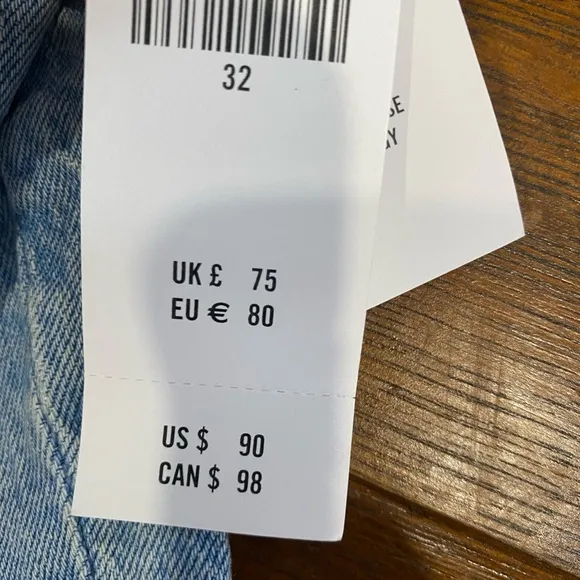 32
UK £ 75
EU € 80
US $ 90
CAN $ 98